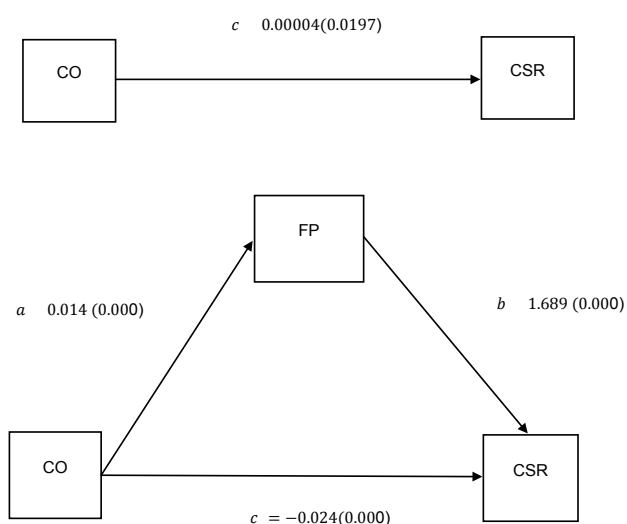 c 0.00004(0.0197)
CO
CSR
FP
a 0.014 (0.000)
b 1.689 (0.000)
CO
CSR
c = −0.024(0.000)